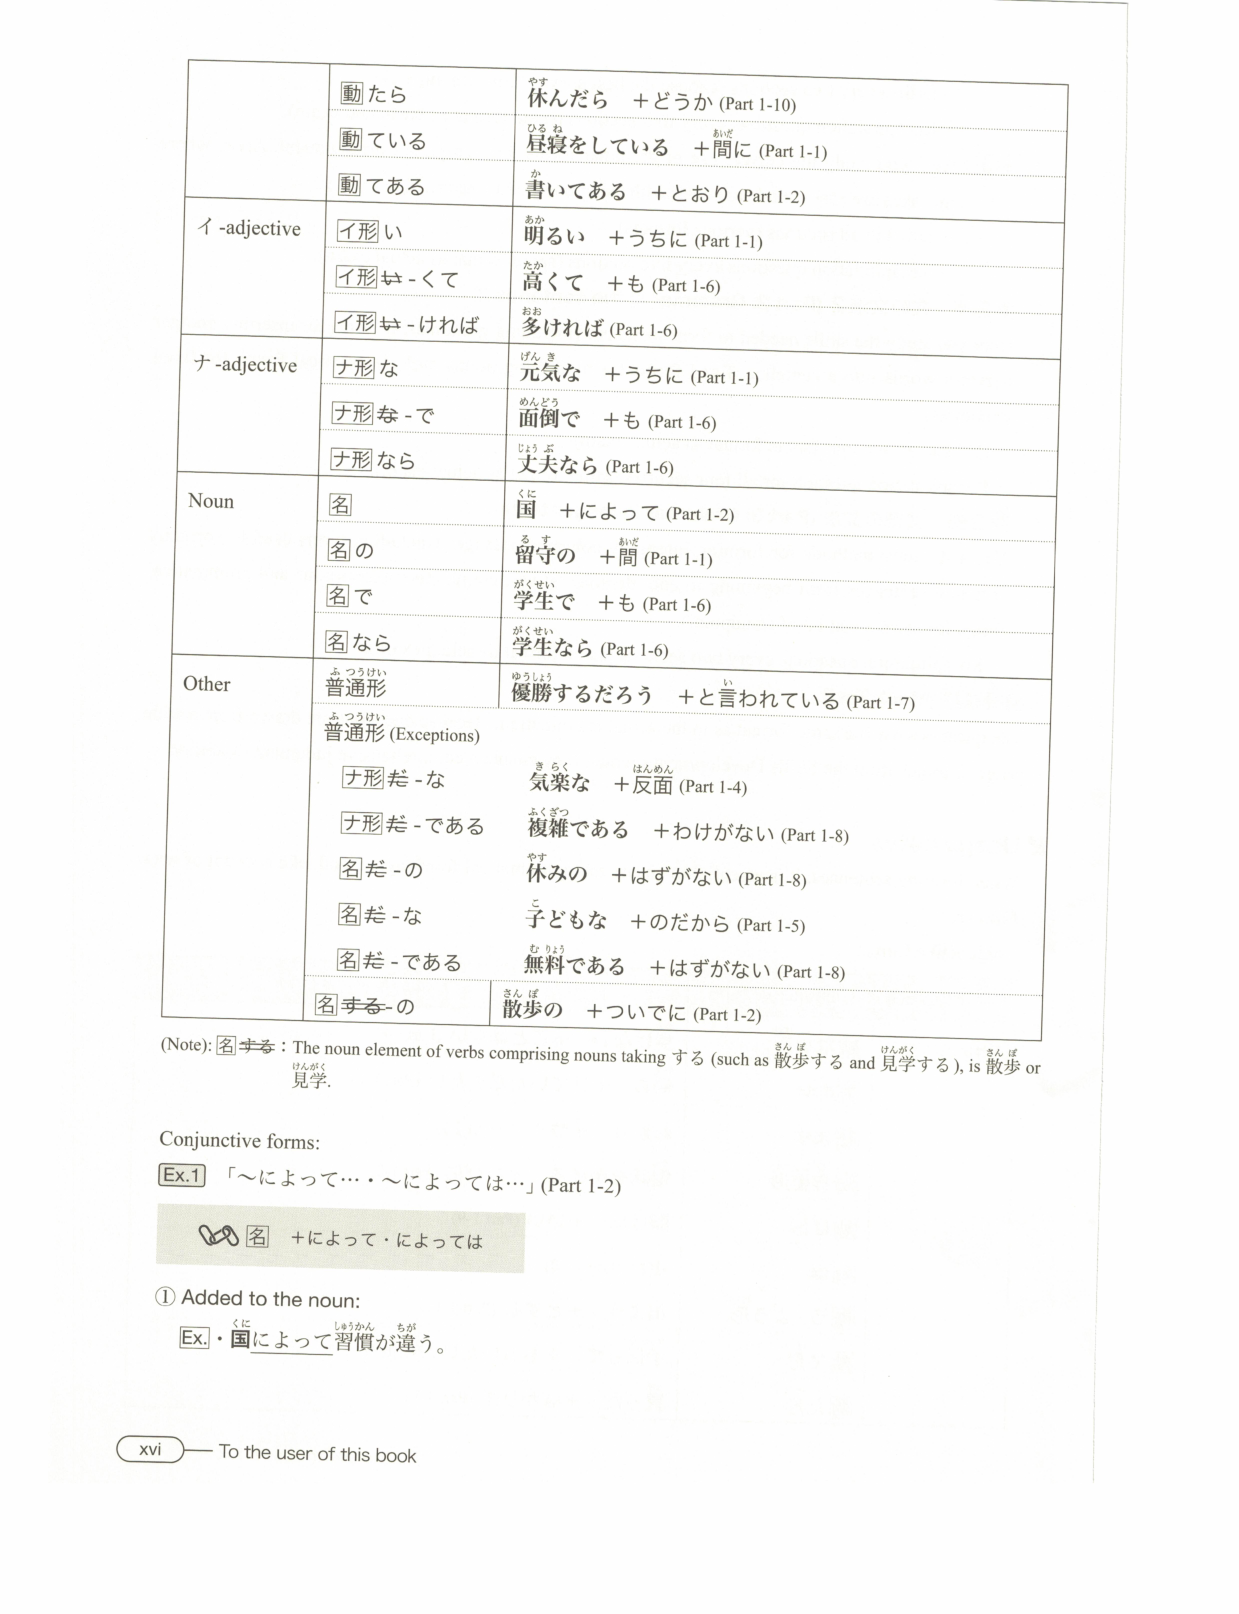 動たら 休んだら ＋どうか (Part 1-10)
動ている 昼寝をしている ＋間に (Part 1-1)
動てある 書いてある ＋とおり (Part 1-2)
イ-adjective イ形い 明るい ＋うちに (Part 1-1)
イ形い-くて 高くて ＋も (Part 1-6)
イ形い-ければ 多ければ (Part 1-6)
ナ-adjective ナ形な 元気な ＋うちに (Part 1-1)
ナ形な-で 面倒で ＋も (Part 1-6)
ナ形なら 丈夫なら (Part 1-6)
Noun 名 国 ＋によって (Part 1-2)
名の 留守の ＋間 (Part 1-1)
名で 学生で ＋も (Part 1-6)
名なら 学生なら (Part 1-6)
Other 普通形 優勝するだろう ＋と言われている (Part 1-7)
普通形 (Exceptions)
ナ形だ-な 気楽な ＋反面 (Part 1-4)
ナ形だ-である 複雑である ＋わけがない (Part 1-8)
名だ-の 休みの ＋はずがない (Part 1-8)
名だ-な 子どもな ＋のだから (Part 1-5)
名だ-である 無料である ＋はずがない (Part 1-8)
名する-の 散歩の ＋ついでに (Part 1-2)
(Note): 名する：The noun element of verbs comprising nouns taking する (such as 散歩する and 見学する), is 散歩 or
見学.
Conjunctive forms:
Ex.1 「～によって…・～によっては…」(Part 1-2)
名 ＋によって・によっては
① Added to the noun:
Ex.・国によって習慣が違う。
xvi To the user of this book